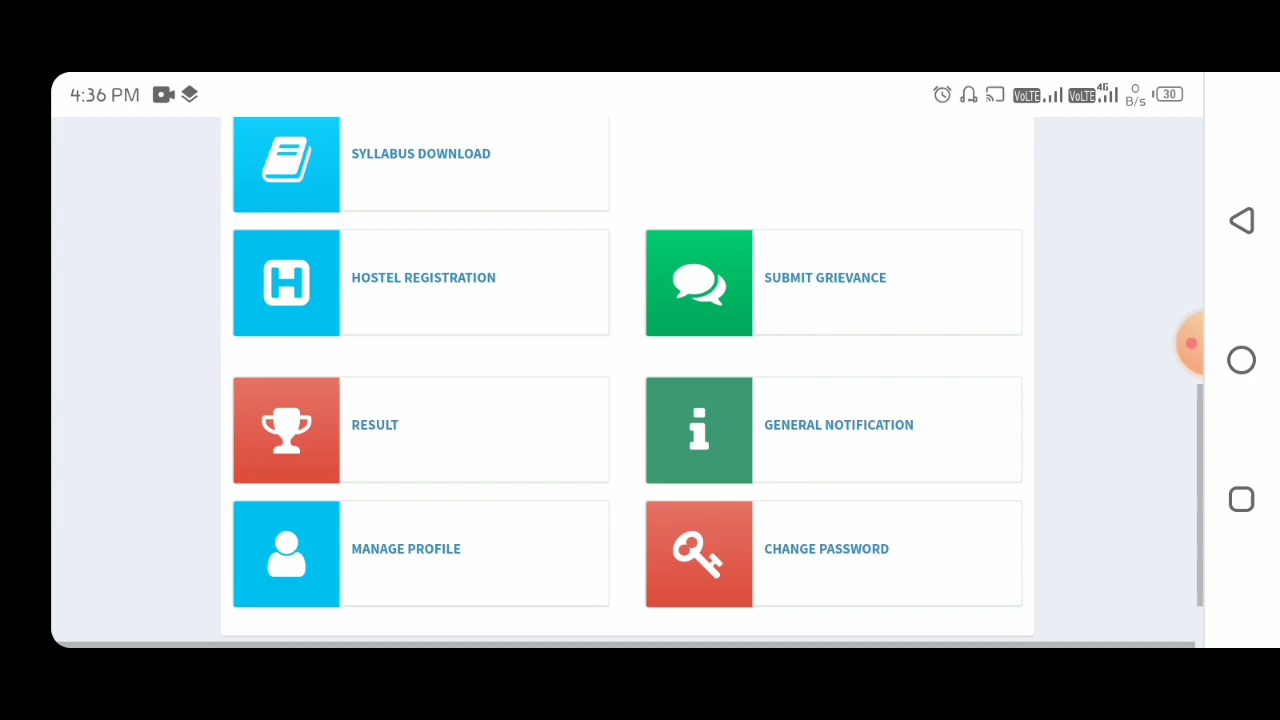 4:36 PM
VoLTE VoLTE 4G 0 B/s 30
SYLLABUS DOWNLOAD
HOSTEL REGISTRATION
SUBMIT GRIEVANCE
RESULT
GENERAL NOTIFICATION
MANAGE PROFILE
CHANGE PASSWORD